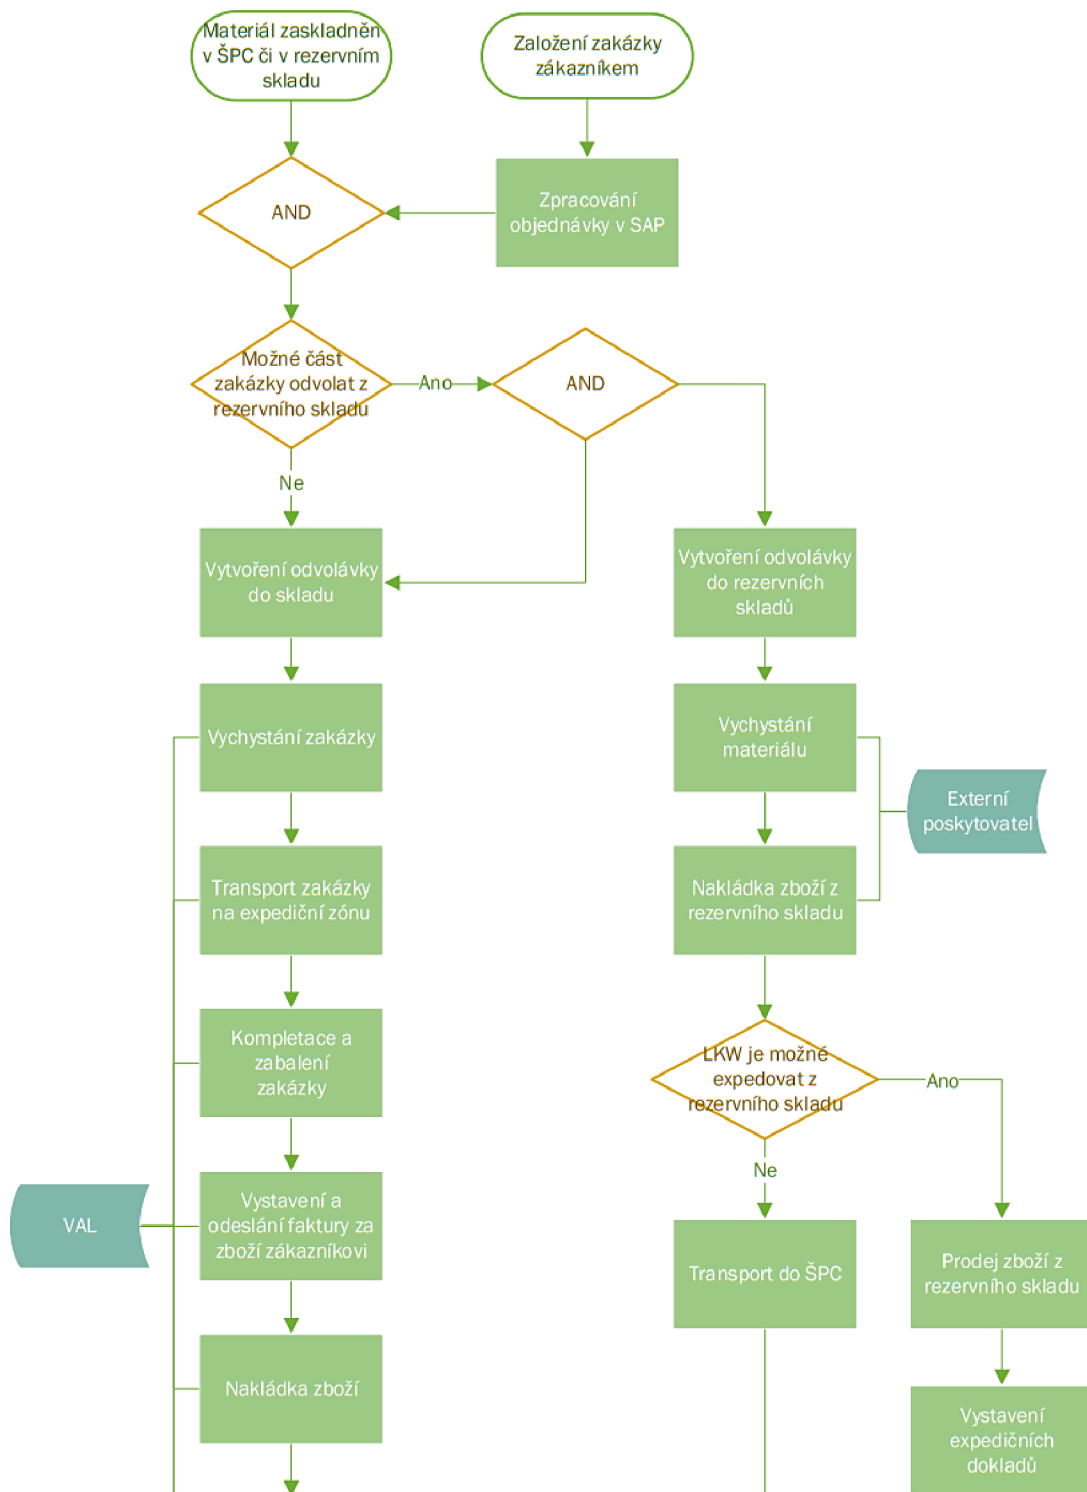 Materiál zaskladněn
v ŠPC či v rezervním
skladu
Založení zakázky
zákazníkem
AND
Zpracování
objednávky v SAP
Možné část
zakázky odvolat z
rezervního skladu
Ano
AND
Ne
Vytvoření odvolávky
do skladu
Vytvoření odvolávky
do rezervních
skladů
Vychystání zakázky
Vychystání
materiálu
Externí
poskytovatel
Transport zakázky
na expediční zónu
Nakládka zboží z
rezervního skladu
Kompletace a
zabalení
zakázky
LKW je možné
expedovat z
rezervního skladu
Ano
Ne
VAL
Vystavení a
odeslání faktury za
zboží zákazníkovi
Transport do ŠPC
Prodej zboží z
rezervního skladu
Nakládka zboží
Vystavení
expedičních
dokladů